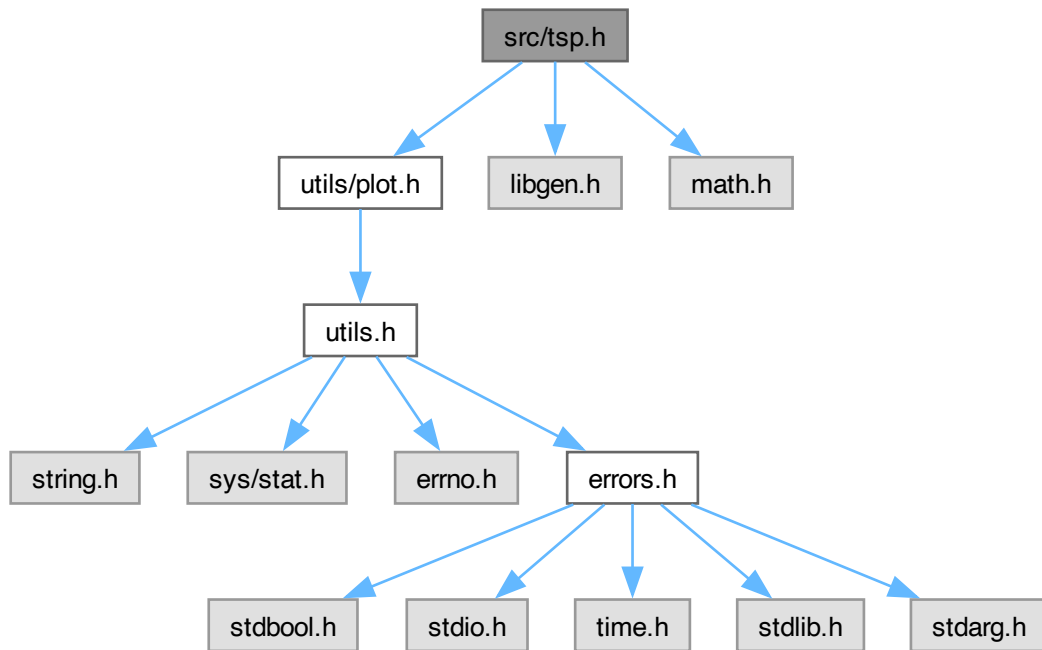 src/tsp.h
utils/plot.h
libgen.h
math.h
utils.h
string.h
sys/stat.h
errno.h
errors.h
stdbool.h
stdio.h
time.h
stdlib.h
stdarg.h